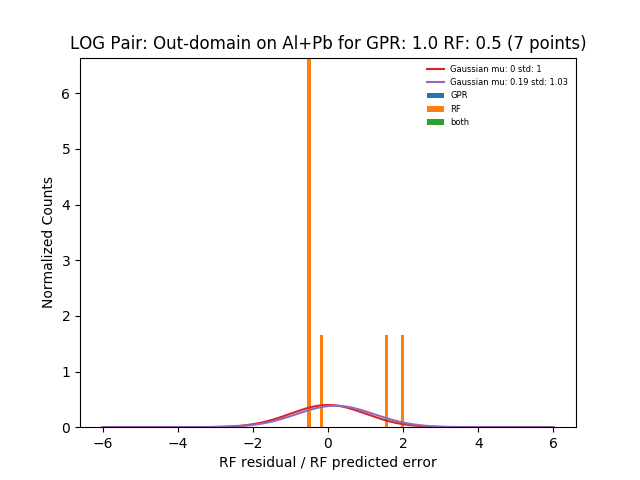 LOG Pair: Out-domain on Al+Pb for GPR: 1.0 RF: 0.5 (7 points)
Gaussian mu: 0 std: 1
Gaussian mu: 0.19 std: 1.03
GPR
RF
both
Normalized Counts
6
5
4
3
2
1
0
−6 −4 −2 0 2 4 6
RF residual / RF predicted error